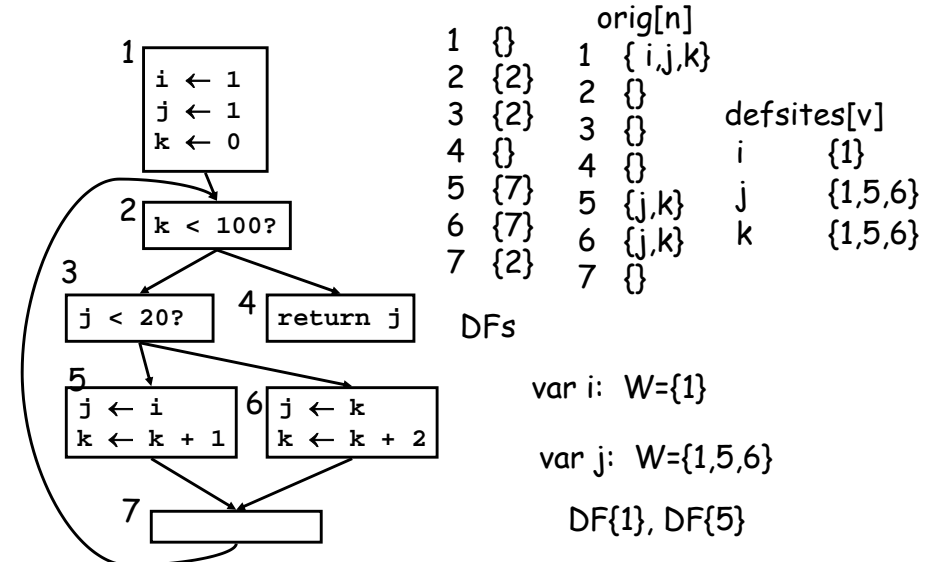 1
i ← 1
j ← 1
k ← 0
2
k < 100?
3
j < 20?
4
return j
5
j ← i
k ← k + 1
6
j ← k
k ← k + 2
7
1 {}
2 {2}
3 {2}
4 {}
5 {7}
6 {7}
7 {2}
DFs
orig[n]
1 { i,j,k}
2 {}
3 {}
4 {}
5 {j,k}
6 {j,k}
7 {}
defsites[v]
i {1}
j {1,5,6}
k {1,5,6}
var i: W={1}
var j: W={1,5,6}
DF{1}, DF{5}